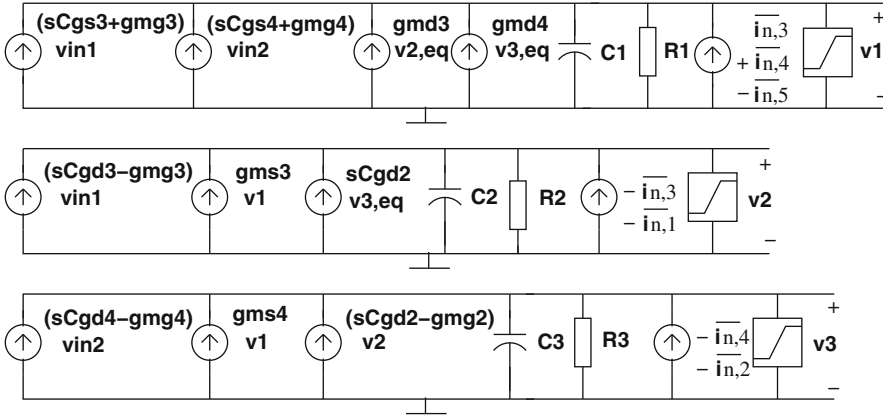 (sCgs3+gmg3) (sCgs4+gmg4) gmd3 gmd4 in,3 +
vin1 vin2 v2,eq v3,eq C1 R1 + in,4 v1
− in,5 −
(sCgd3−gmg3) gms3 sCgd2 +
vin1 v1 v3,eq C2 R2 − in,3 v2
− in,1
−
(sCgd4−gmg4) gms4 (sCgd2−gmg2) +
vin2 v1 v2 C3 R3 − in,4 v3
− in,2
−